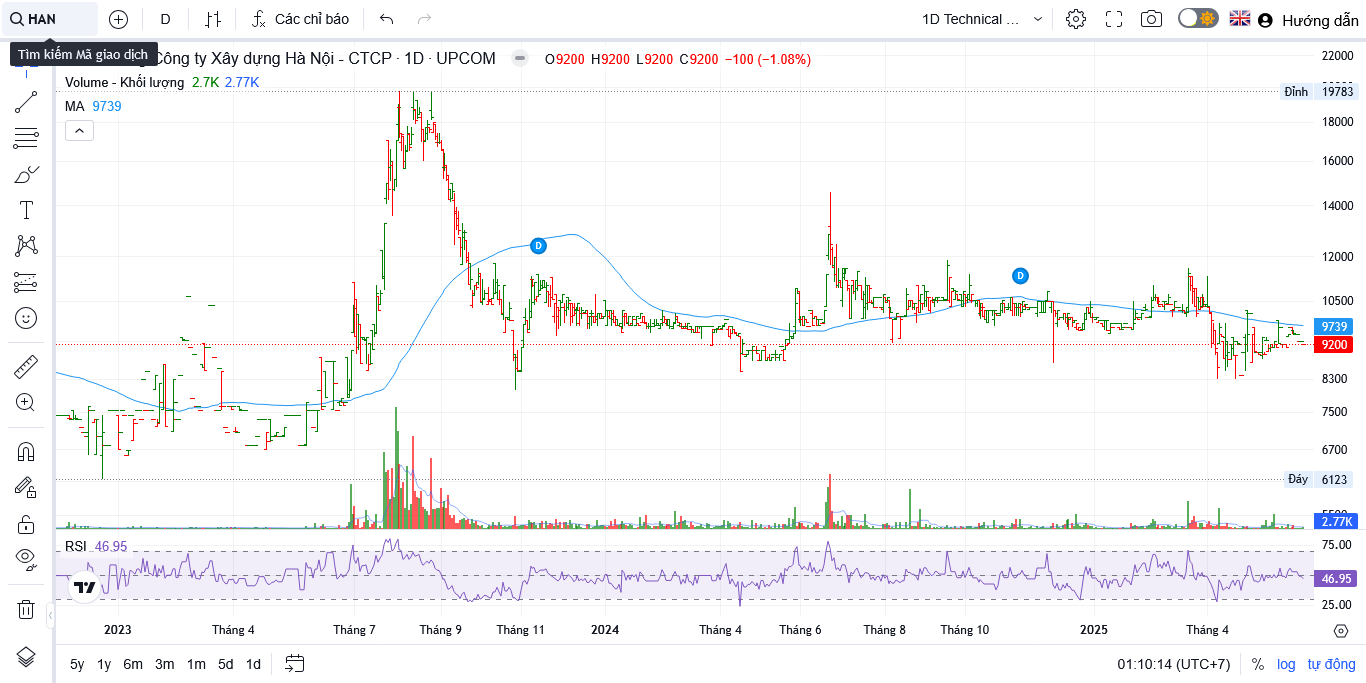 HAN
D
Các chỉ báo
1D Technical ...
Hướng dẫn
Tìm kiếm Mã giao dịch
Công ty Xây dựng Hà Nội - CTCP · 1D · UPCOM
O9200 H9200 L9200 C9200 −100 (−1.08%)
Volume - Khối lượng 2.7K 2.77K
MA 9739
22000
Đỉnh 19783
18000
16000
14000
12000
10500
9739
9200
8300
7500
6700
Đáy 6123
2.77K
D
D
RSI 46.95
75.00
46.95
25.00
2023 Tháng 4 Tháng 7 Tháng 9 Tháng 11 2024 Tháng 4 Tháng 6 Tháng 8 Tháng 10 2025 Tháng 4
5y 1y 6m 3m 1m 5d 1d
01:10:14 (UTC+7) % log tự động